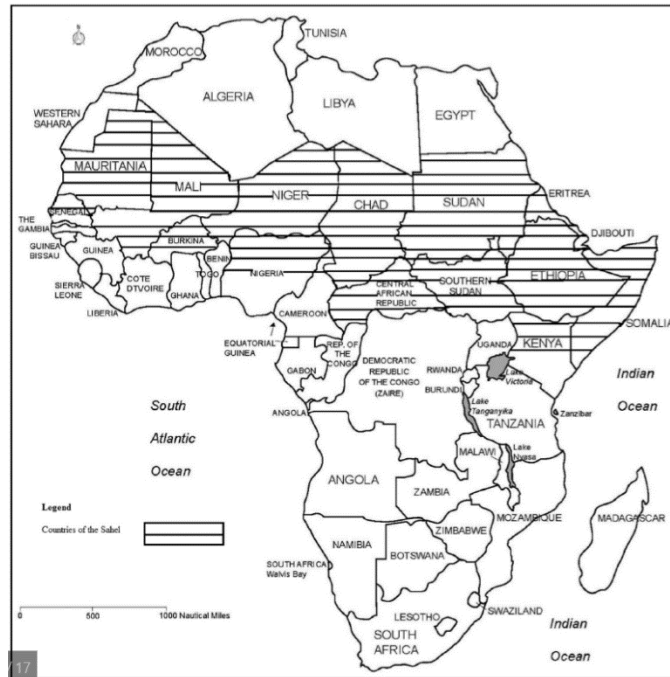 TUNISIA
MOROCCO
ALGERIA
LIBYA
EGYPT
WESTERN
SAHARA
MAURITANIA
MALI
NIGER
CHAD
SUDAN
ERITREA
SENEGAL
THE
GAMBIA
GUINEA
BISSAU
GUINEA
BURKINA
BENIN
TOGO
NIGERIA
DJIBOUTI
ETHIOPIA
SIERRA
LEONE
LIBERIA
COTE
D'TVOIRE
GHANA
CENTRAL
AFRICAN
REPUBLIC
SOUTHERN
SUDAN
CAMEROON
SOMALIA
EQUATORIAL
GUINEA
GABON
REP. OF
THE
CONGO
DEMOCRATIC
REPUBLIC
OF THE CONGO
(ZAIRE)
UGANDA
KENYA
RWANDA
BURUNDI
Lake
Victoria
Indian
Ocean
Lake
Tanganyika
TANZANIA
Zanzibar
South
Atlantic
Ocean
ANGOLA
ANGOLA
MALAWI
Lake
Nyasa
ZAMBIA
MOZAMBIQUE
MADAGASCAR
Legend
Countries of the Sahel
NAMIBIA
ZIMBABWE
BOTSWANA
SOUTH AFRICA
Walvis Bay
0
500
1000 Nautical Miles
LESOTHO
SWAZILAND
SOUTH
AFRICA
Indian
Ocean
/17